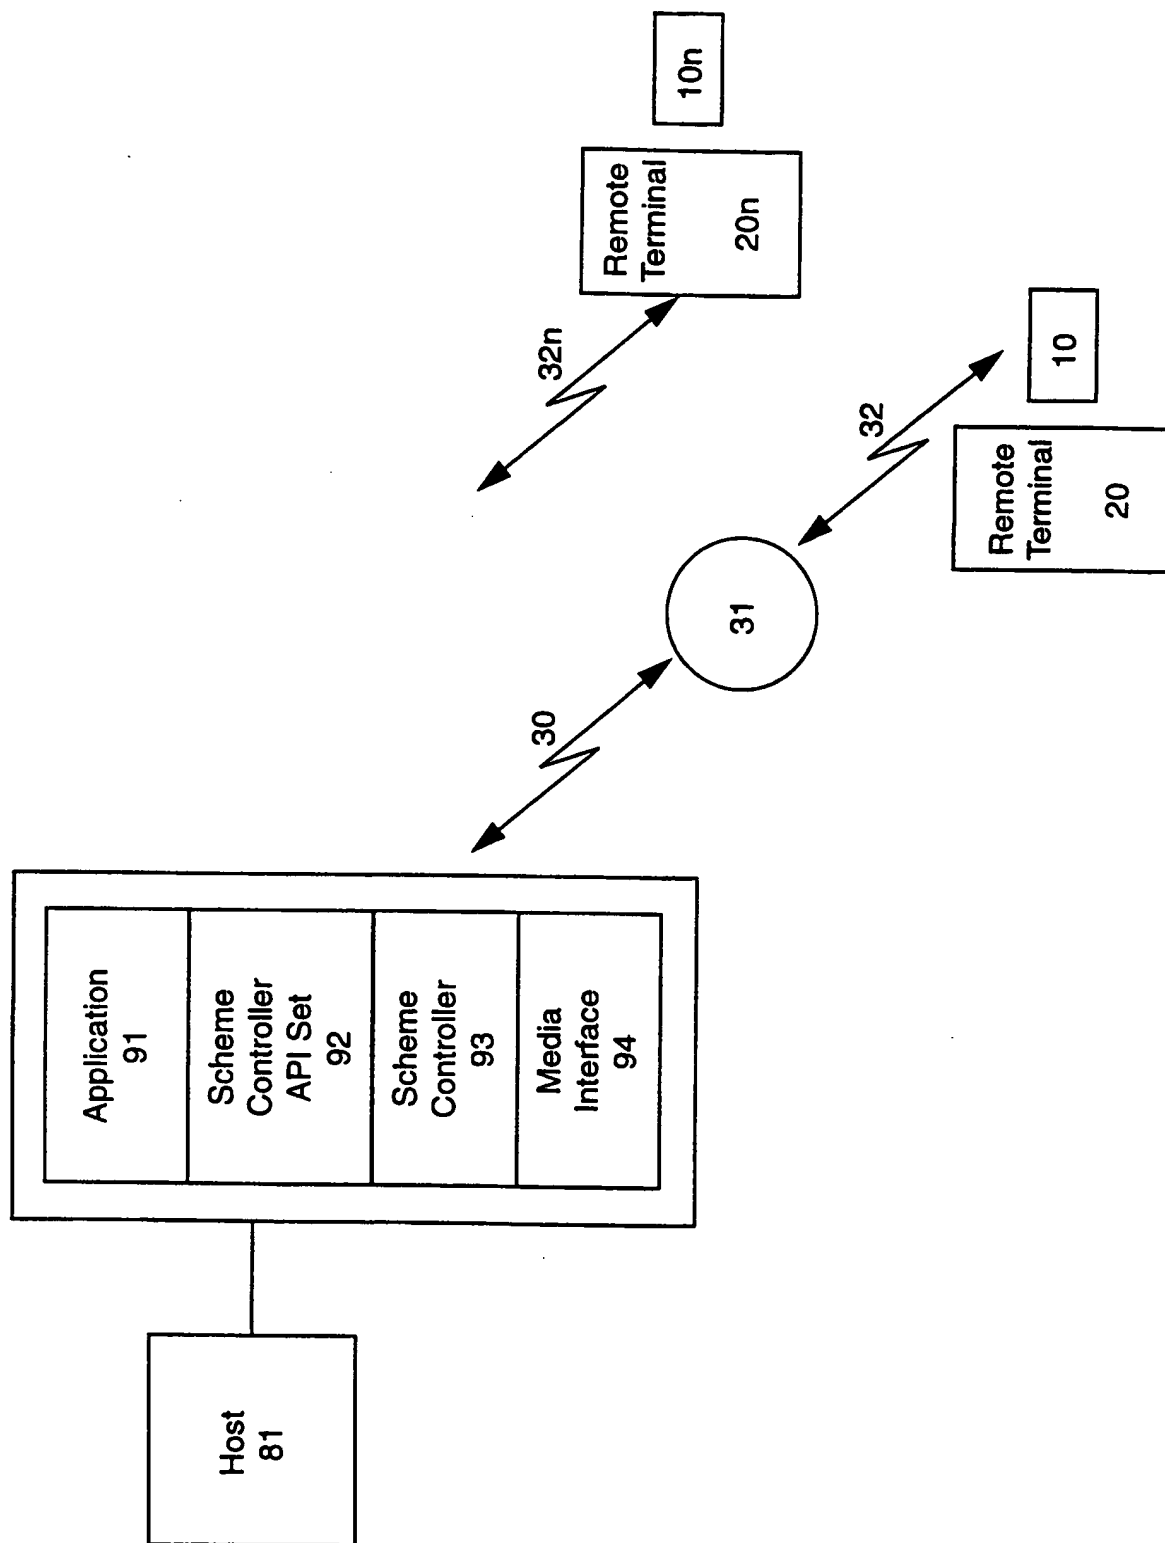 Host
81
Application
91
Scheme
Controller
API Set
92
Scheme
Controller
93
Media
Interface
94
30
31
32n
32
Remote
Terminal
20n
10n
Remote
Terminal
20
10